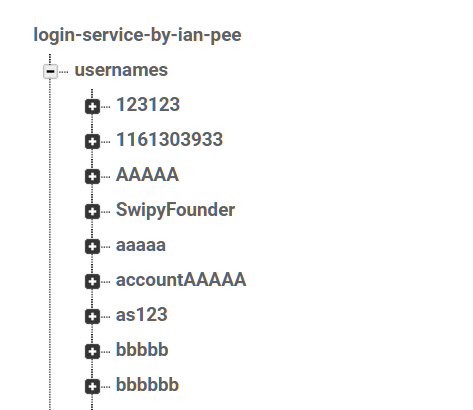 login-service-by-ian-pee
usernames
123123
1161303933
AAAAA
SwipyFounder
aaaaa
accountAAAAA
as123
bbbbb
bbbbbb